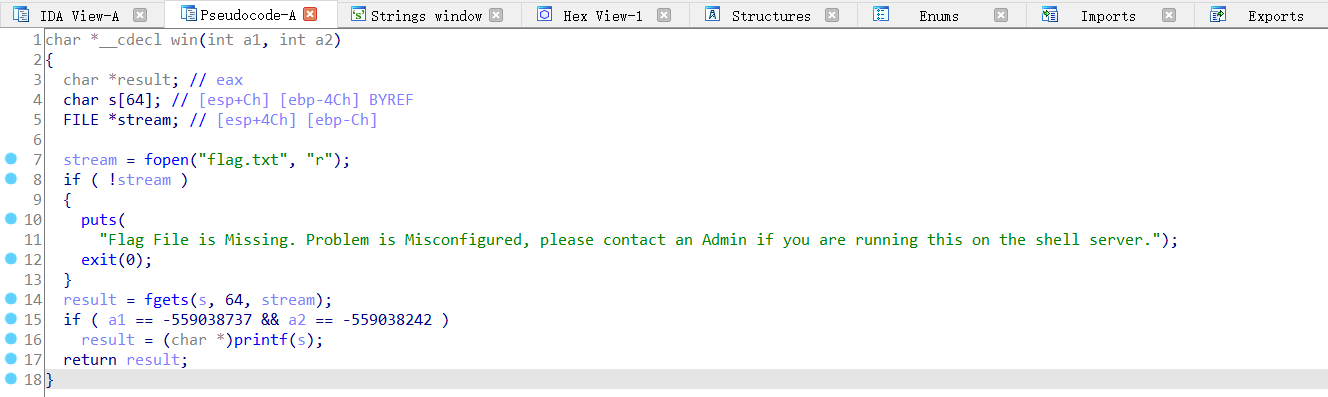 IDA View-A Pseudocode-A Strings window Hex View-1 Structures Enums Imports Exports
1 char *__cdecl win(int a1, int a2)
2 {
3   char *result; // eax
4   char s[64]; // [esp+Ch] [ebp-4Ch] BYREF
5   FILE *stream; // [esp+4Ch] [ebp-Ch]
6
7   stream = fopen("flag.txt", "r");
8   if ( !stream )
9   {
10     puts(
11       "Flag File is Missing. Problem is Misconfigured, please contact an Admin if you are running this on the shell server.");
12     exit(0);
13   }
14   result = fgets(s, 64, stream);
15   if ( a1 == -559038737 && a2 == -559038242 )
16     result = (char *)printf(s);
17   return result;
18 }